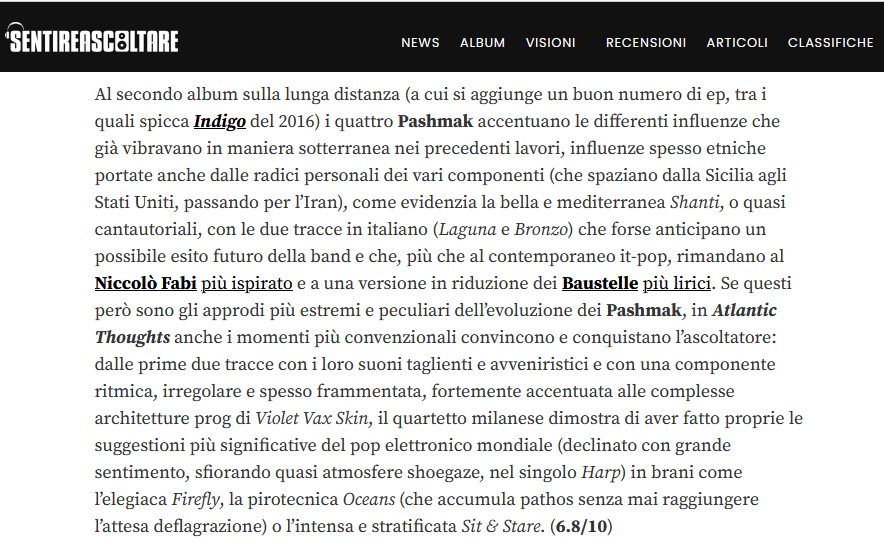 SENTIREASCOLTARE
NEWS ALBUM VISIONI RECENSIONI ARTICOLI CLASSIFICHE
Al secondo album sulla lunga distanza (a cui si aggiunge un buon numero di ep, tra i
quali spicca Indigo del 2016) i quattro Pashmak accentuano le differenti influenze che
già vibravano in maniera sotterranea nei precedenti lavori, influenze spesso etniche
portate anche dalle radici personali dei vari componenti (che spaziano dalla Sicilia agli
Stati Uniti, passando per l’Iran), come evidenzia la bella e mediterranea Shanti, o quasi
cantautoriali, con le due tracce in italiano (Laguna e Bronzo) che forse anticipano un
possibile esito futuro della band e che, più che al contemporaneo it-pop, rimandano al
Niccolò Fabi più ispirato e a una versione in riduzione dei Baustelle più lirici. Se questi
però sono gli approdi più estremi e peculiari dell’evoluzione dei Pashmak, in Atlantic
Thoughts anche i momenti più convenzionali convincono e conquistano l’ascoltatore:
dalle prime due tracce con i loro suoni taglienti e avveniristici e con una componente
ritmica, irregolare e spesso frammentata, fortemente accentuata alle complesse
architetture prog di Violet Vax Skin, il quartetto milanese dimostra di aver fatto proprie le
suggestioni più significative del pop elettronico mondiale (declinato con grande
sentimento, sfiorando quasi atmosfere shoegaze, nel singolo Harp) in brani come
l’elegiaca Firefly, la pirotecnica Oceans (che accumula pathos senza mai raggiungere
l’attesa deflagrazione) o l’intensa e stratificata Sit & Stare. (6.8/10)